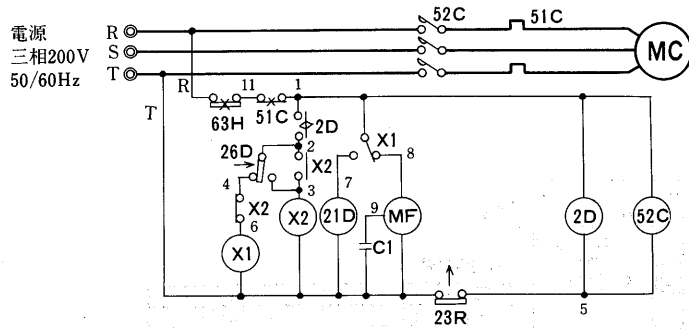 電源
三相200V
50/60Hz
R
S
T
52C
51C
MC
T
R
11
1
63H
51C
2D
26D
2
X2
X1
4
3
7
8
X2
6
X1
X2
21D
9
MF
C1
2D
52C
23R
5